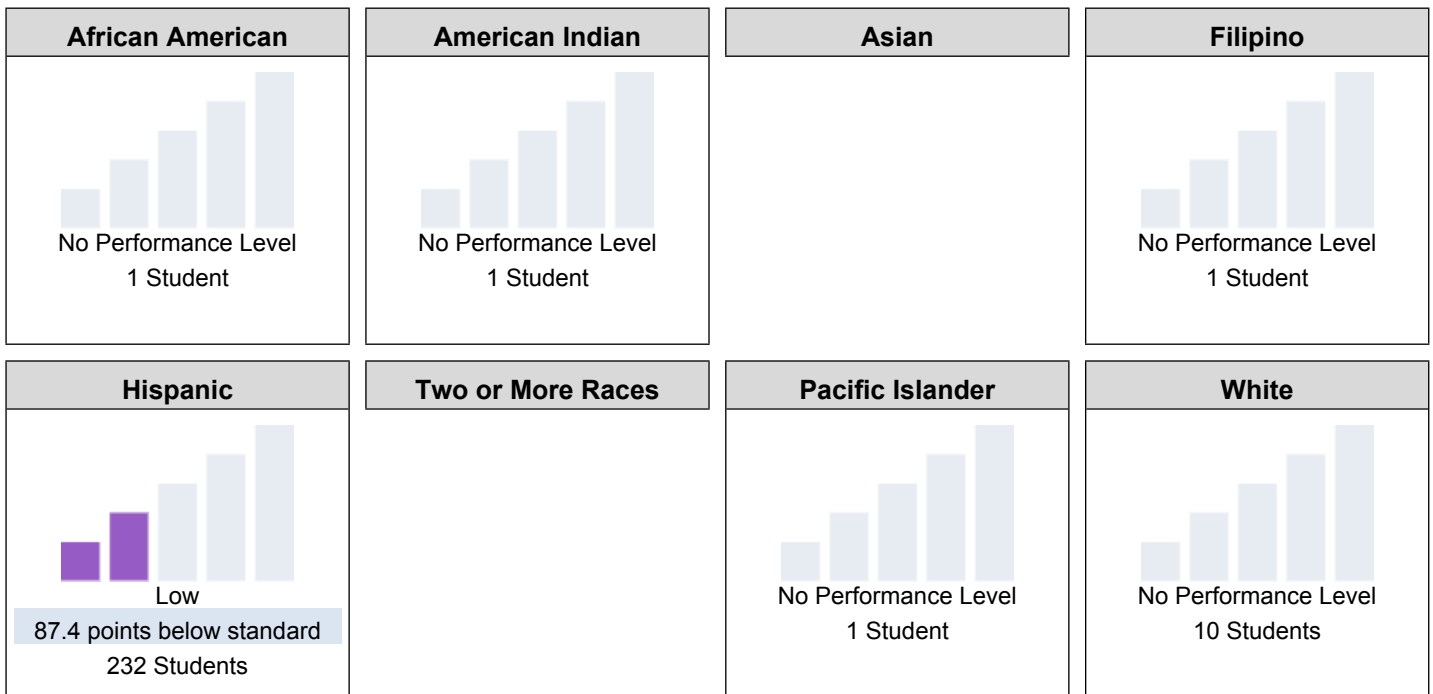 African American
No Performance Level
1 Student
American Indian
No Performance Level
1 Student
Asian
Filipino
No Performance Level
1 Student
Hispanic
Low
87.4 points below standard
232 Students
Two or More Races
Pacific Islander
No Performance Level
1 Student
White
No Performance Level
10 Students